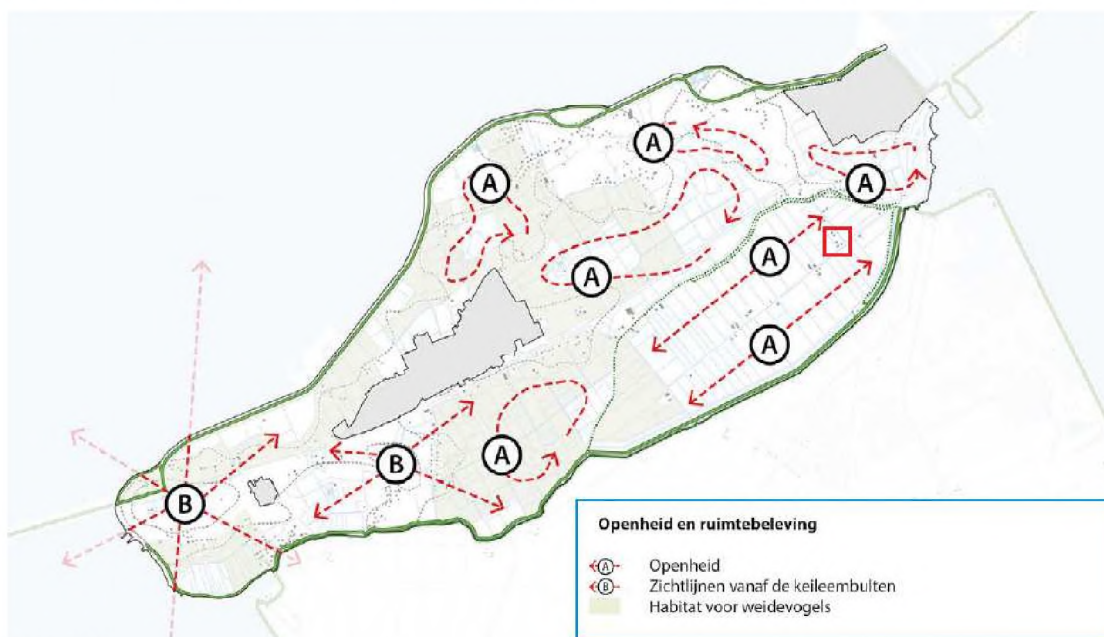 A
A
A
A
A
A
A
B
B
A
Openheid en ruimtebeleving
A Openheid
B Zichtlijnen vanaf de keileembulten
Habitat voor weidevogels